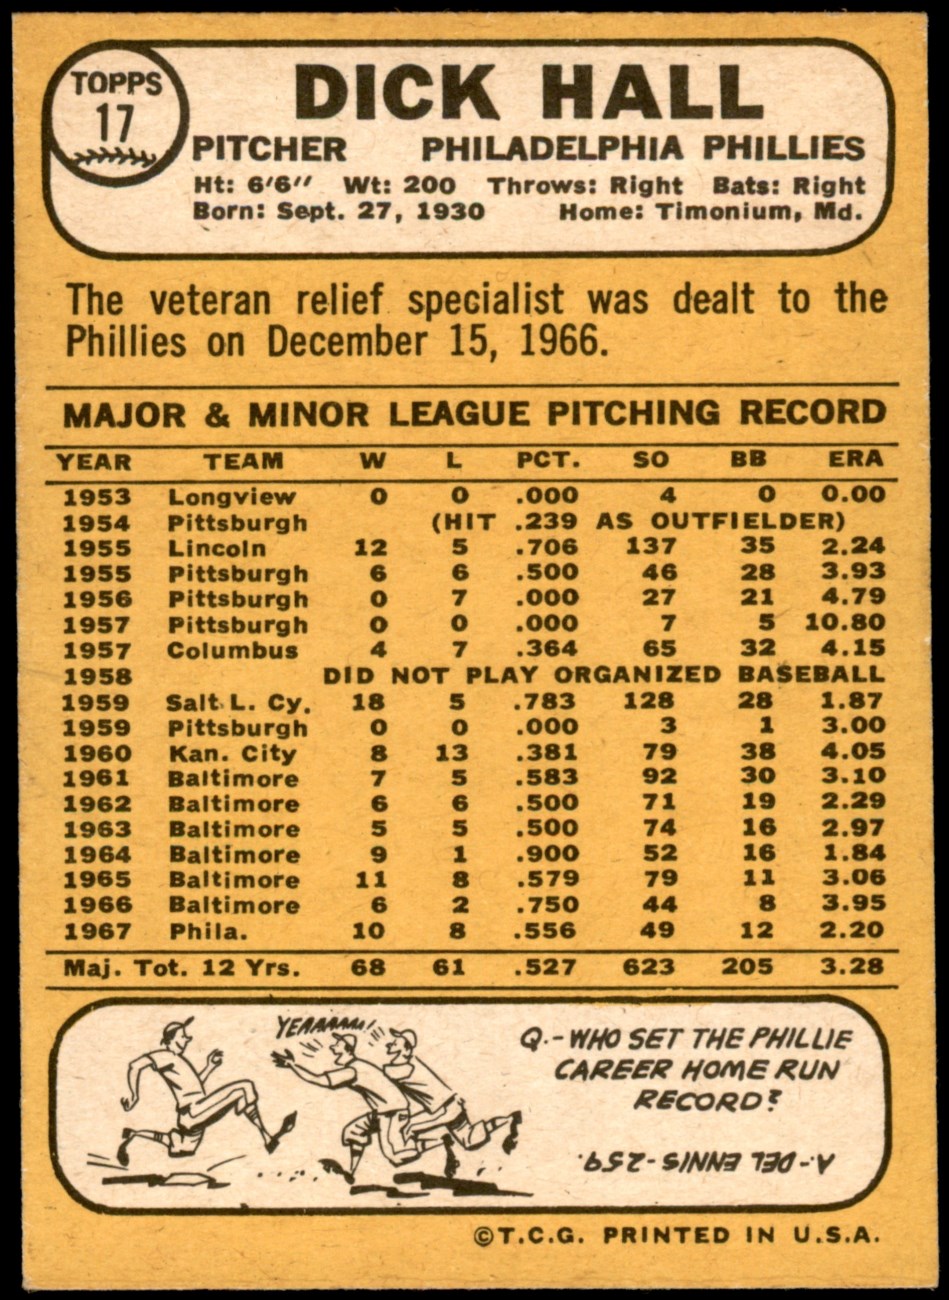 TOPPS
17
DICK HALL
PITCHER PHILADELPHIA PHILLIES
Ht: 6'6" Wt: 200 Throws: Right Bats: Right
Born: Sept. 27, 1930 Home: Timonium, Md.
The veteran relief specialist was dealt to the
Phillies on December 15, 1966.
MAJOR & MINOR LEAGUE PITCHING RECORD
YEAR TEAM W L PCT. SO BB ERA
1953 Longview 0 0 .000 4 0 0.00
1954 Pittsburgh (HIT .239 AS OUTFIELDER)
1955 Lincoln 12 5 .706 137 35 2.24
1955 Pittsburgh 6 6 .500 46 28 3.93
1956 Pittsburgh 0 7 .000 27 21 4.79
1957 Pittsburgh 0 0 .000 7 5 10.80
1957 Columbus 4 7 .364 65 32 4.15
1958 DID NOT PLAY ORGANIZED BASEBALL
1959 Salt L. Cy. 18 5 .783 128 28 1.87
1959 Pittsburgh 0 0 .000 3 1 3.00
1960 Kan. City 8 13 .381 79 38 4.05
1961 Baltimore 7 5 .583 92 30 3.10
1962 Baltimore 6 6 .500 71 19 2.29
1963 Baltimore 5 5 .500 74 16 2.97
1964 Baltimore 9 1 .900 52 16 1.84
1965 Baltimore 11 8 .579 79 11 3.06
1966 Baltimore 6 2 .750 44 8 3.95
1967 Phila. 10 8 .556 49 12 2.20
Maj. Tot. 12 Yrs. 68 61 .527 623 205 3.28
YEAAAAAA!
Q.- WHO SET THE PHILLIE
CAREER HOME RUN
RECORD?
A.- DEL ENNIS - 259.
©T.C.G. PRINTED IN U.S.A.